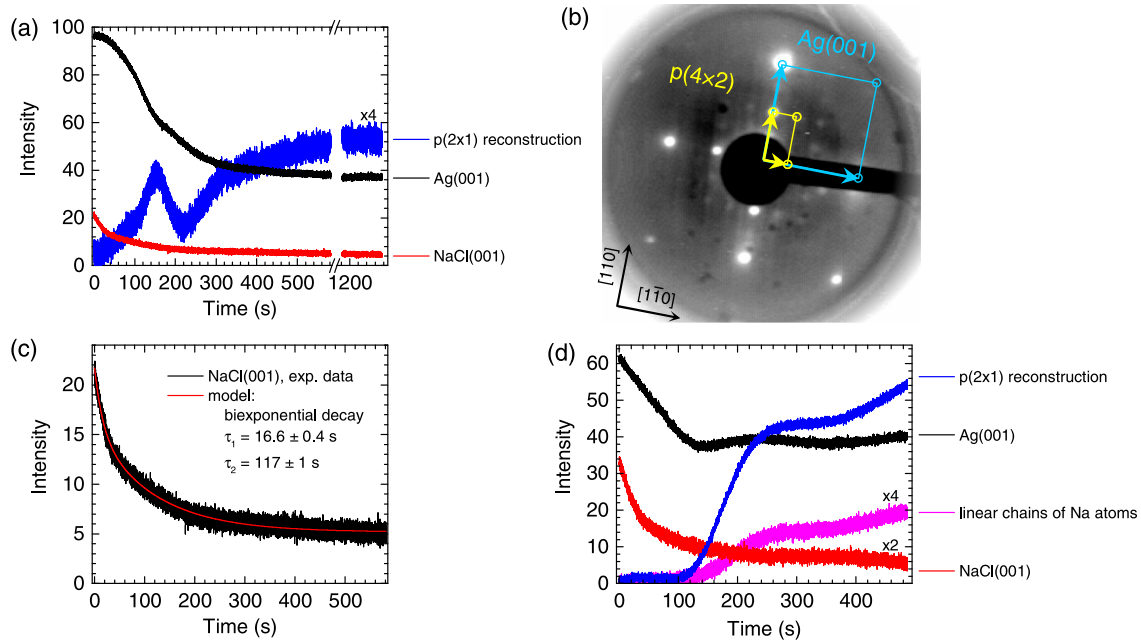 (a)
100
80
60
40
20
0
Intensity
0 100 200 300 400 500 1200
Time (s)
x4
p(2x1) reconstruction
Ag(001)
NaCl(001)
(b)
Ag(001)
p(4×2)
[110]
[11̅0]
(c)
20
15
10
5
0
Intensity
NaCl(001), exp. data
model:
biexponential decay
τ1 = 16.6 ± 0.4 s
τ2 = 117 ± 1 s
0 100 200 300 400 500
Time (s)
(d)
60
50
40
30
20
10
0
Intensity
x4
x2
0 100 200 300 400
Time (s)
p(2x1) reconstruction
Ag(001)
linear chains of Na atoms
NaCl(001)